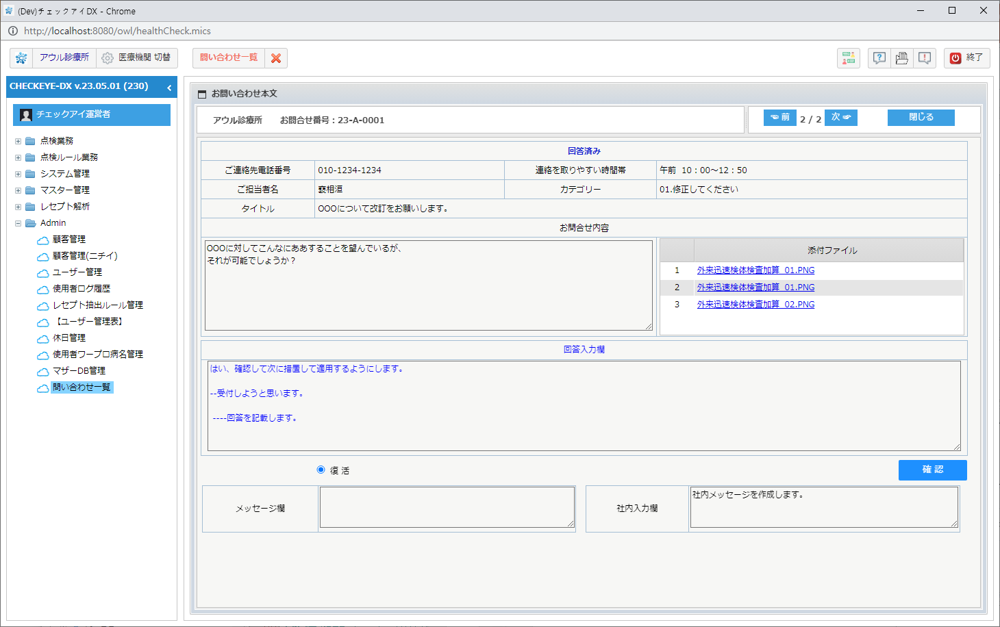 (Dev)チェックアイDX - Chrome
http://localhost:8080/owl/healthCheck.mics
アウル診療所
医療機関 切替
問い合わせ一覧
終了
CHECKEYE-DX v.23.05.01 (230)
チェックアイ運営者
点検業務
点検ルール業務
システム管理
マスター管理
レセプト解析
Admin
顧客管理
顧客管理(ニチイ)
ユーザー管理
使用者ログ履歴
レセプト抽出ルール管理
【ユーザー管理表】
休日管理
使用者ワープロ病名管理
マザーDB管理
問い合わせ一覧
お問い合わせ本文
アウル診療所 お問合せ番号 : 23-A-0001
前 2 / 2 次
閉じる
回答済み
ご連絡先電話番号 010-1234-1234 連絡を取りやすい時間帯 午前 10：00～12：50
ご担当者名 裵相洹 カテゴリー 01.修正してください
タイトル OOOについて改訂をお願いします。
お問合せ内容
OOOに対してこんなにああすることを望んでいるが、
それが可能でしょうか？
添付ファイル
1 外来迅速検体検査加算_01.PNG
2 外来迅速検体検査加算_01.PNG
3 外来迅速検体検査加算_02.PNG
回答入力欄
はい、確認して次に措置して適用するようにします。
--受付しようと思います。
----回答を記載します。
復 活
確 認
メッセージ欄
社内入力欄 社内メッセージを作成します。